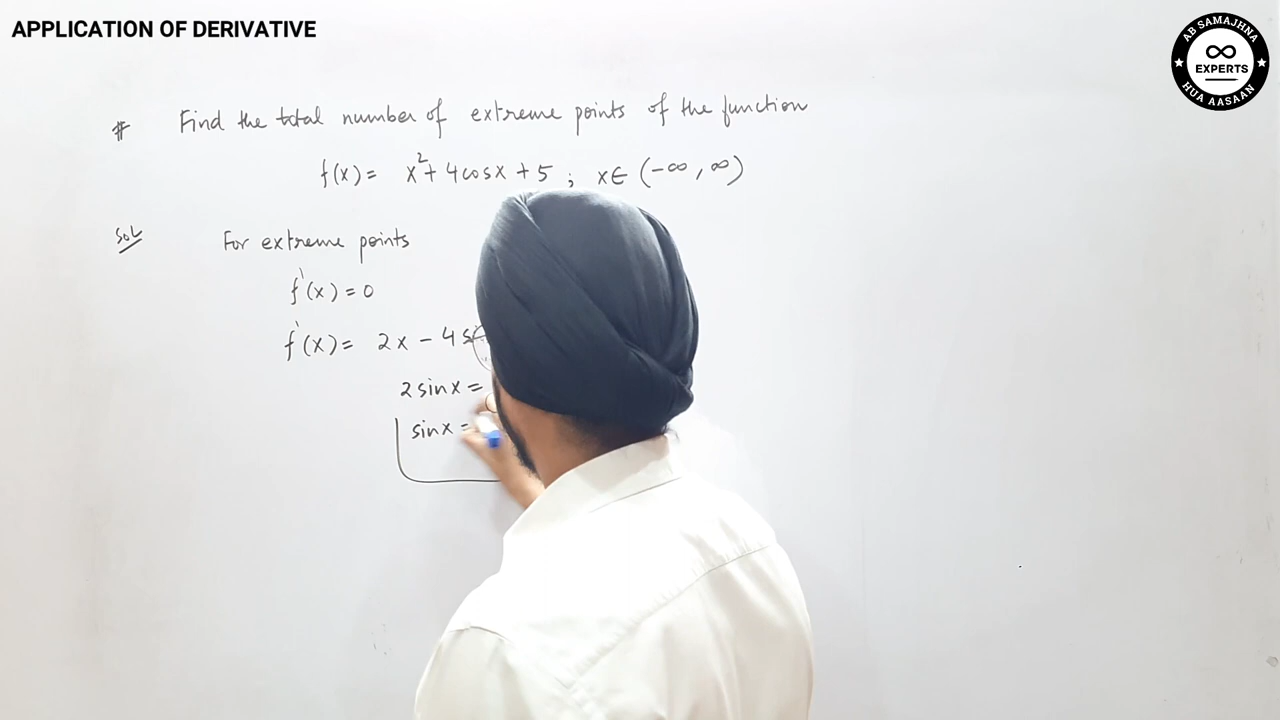 APPLICATION OF DERIVATIVE
AB SAMAJHNA
∞
EXPERTS
HUA AASAAN
# Find the total number of extreme points of the function
f(x) = x² + 4cosx + 5 ; x ∈ (-∞, ∞)
Sol For extreme points
f'(x) = 0
f'(x) = 2x - 4
2 sinx =
sinx =